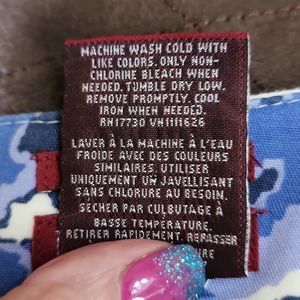 MACHINE WASH COLD WITH
LIKE COLORS. ONLY NON-
CHLORINE BLEACH WHEN
NEEDED. TUMBLE DRY LOW.
REMOVE PROMPTLY. COOL
IRON WHEN NEEDED.
RN17730 VN1111626
LAVER À LA MACHINE À L'EAU
FROIDE AVEC DES COULEURS
SIMILAIRES. UTILISER
UNIQUEMENT UN JAVELLISANT
SANS CHLORURE AU BESOIN.
SÉCHER PAR CULBUTAGE À
BASSE TEMPÉRATURE.
RETIRER RAPIDEMENT. REPASSER